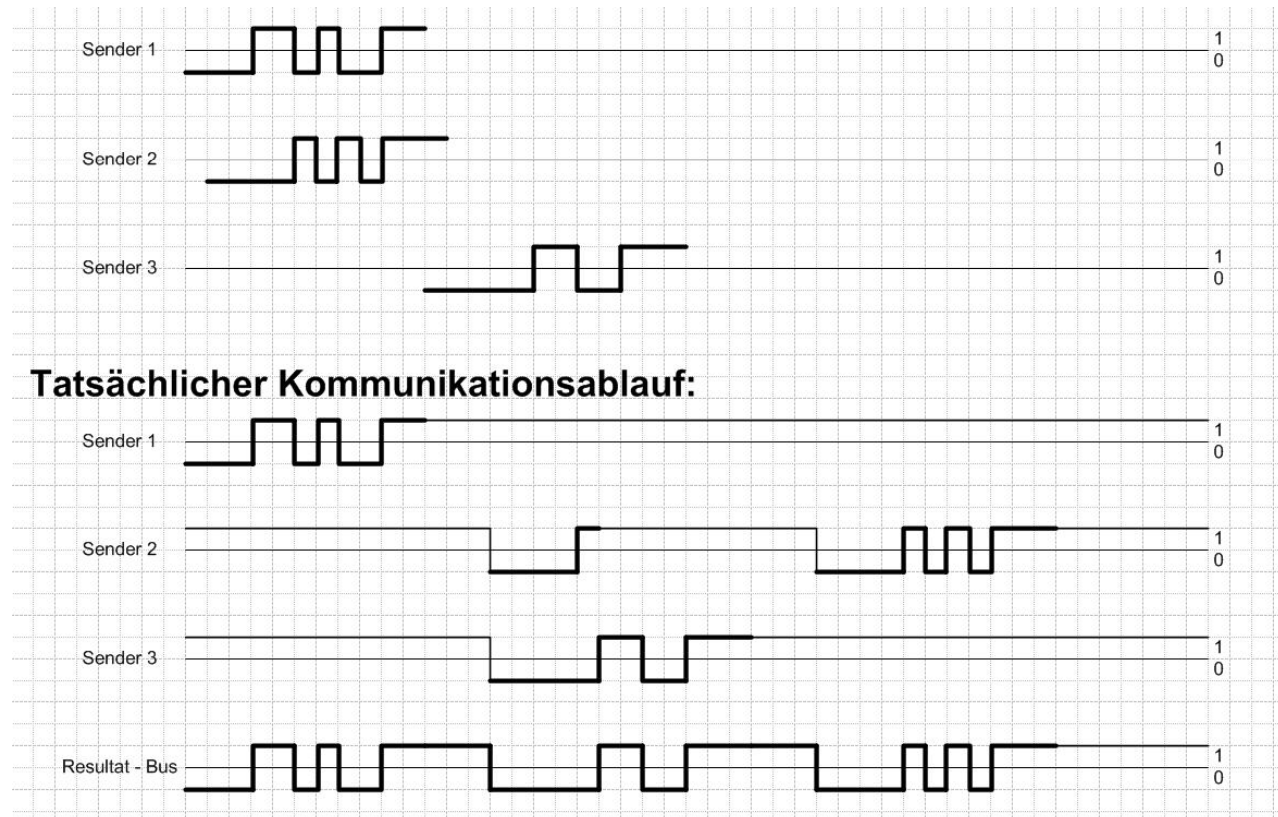 Sender 1
1
0
Sender 2
1
0
Sender 3
1
0
Tatsächlicher Kommunikationsablauf:
Sender 1
1
0
Sender 2
1
0
Sender 3
1
0
Resultat - Bus
1
0